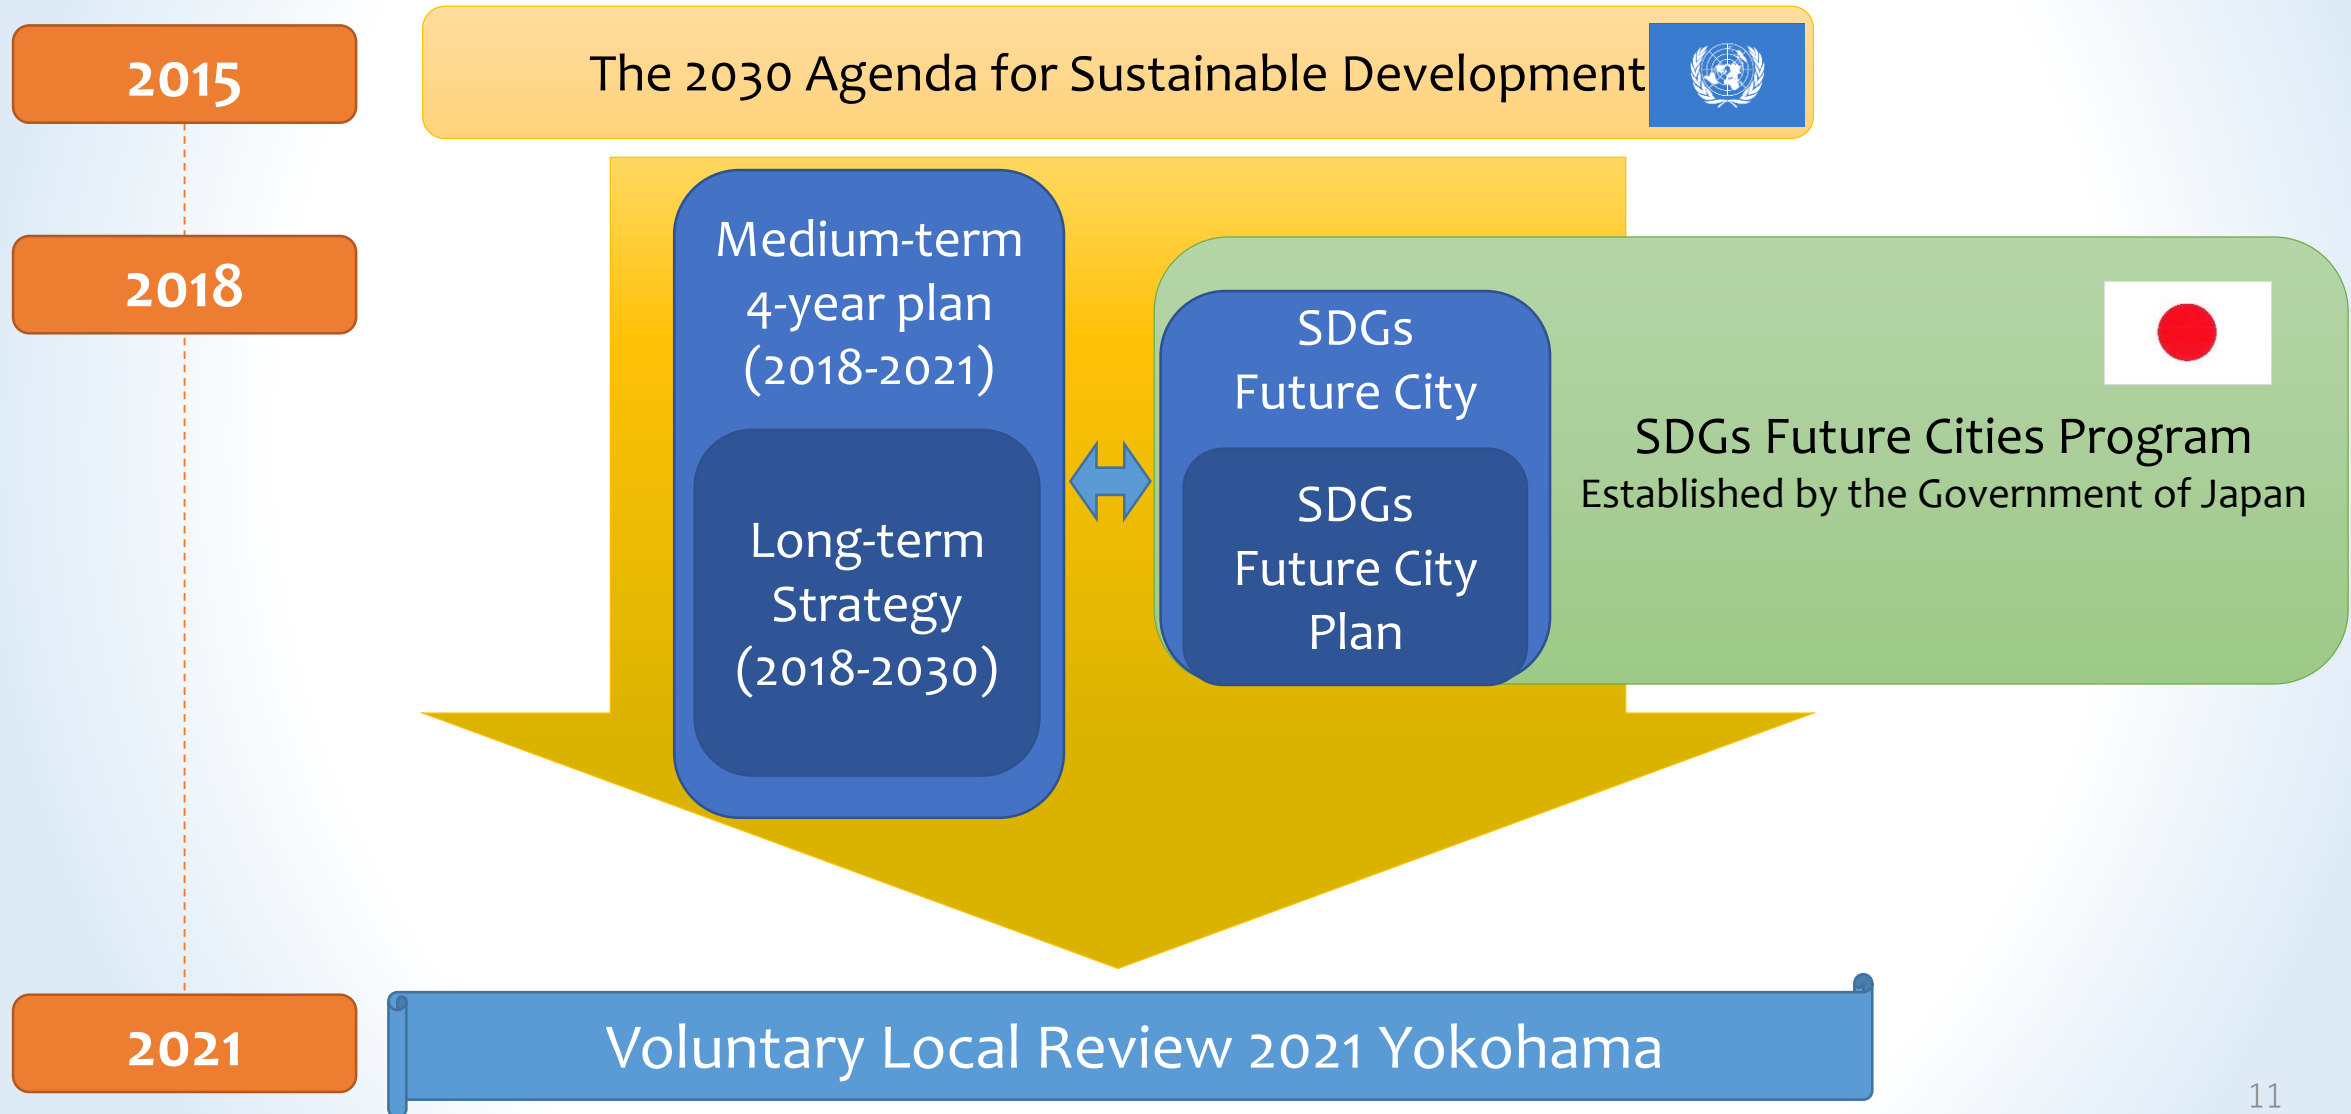 2015
The 2030 Agenda for Sustainable Development
2018
Medium-term
4-year plan
(2018-2021)
Long-term
Strategy
(2018-2030)
SDGs
Future City
SDGs
Future City
Plan
SDGs Future Cities Program
Established by the Government of Japan
2021
Voluntary Local Review 2021 Yokohama
11